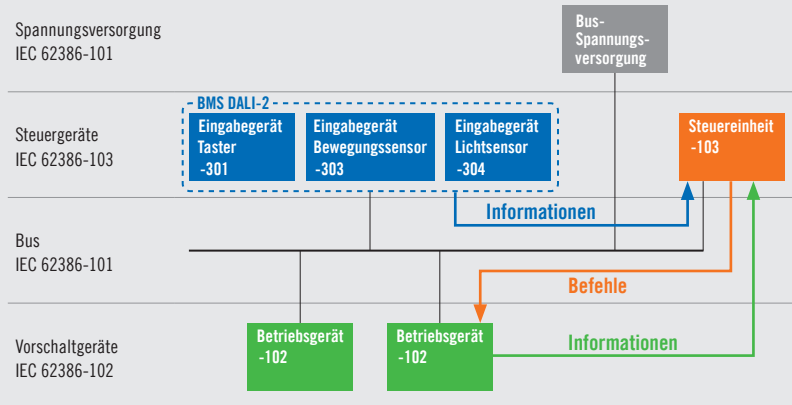 Spannungsversorgung
IEC 62386-101
Bus-
Spannungs-
versorgung
BMS DALI-2
Steuergeräte
IEC 62386-103
Eingabegerät
Taster
-301
Eingabegerät
Bewegungssensor
-303
Eingabegerät
Lichtsensor
-304
Steuereinheit
-103
Informationen
Bus
IEC 62386-101
Befehle
Vorschaltgeräte
IEC 62386-102
Betriebsgerät
-102
Betriebsgerät
-102
Informationen